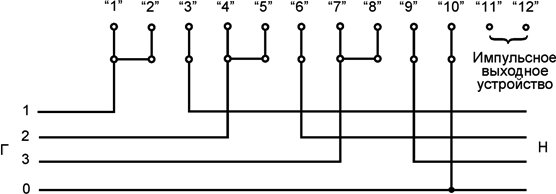 “1” “2” “3” “4” “5” “6” “7” “8” “9” “10” “11” “12”
Импульсное
выходное
устройство
1
2
Г
3
Н
0